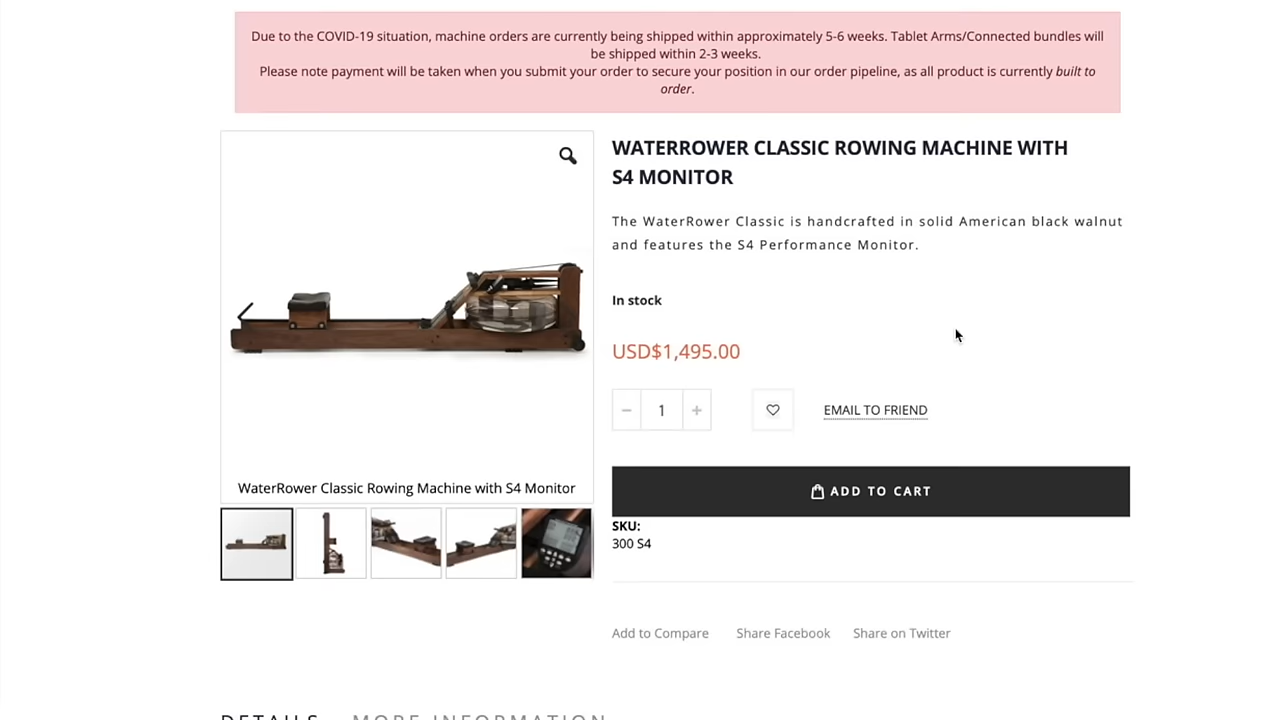 Due to the COVID-19 situation, machine orders are currently being shipped within approximately 5-6 weeks. Tablet Arms/Connected bundles will
be shipped within 2-3 weeks.
Please note payment will be taken when you submit your order to secure your position in our order pipeline, as all product is currently built to
order.
WATERROWER CLASSIC ROWING MACHINE WITH
S4 MONITOR
The WaterRower Classic is handcrafted in solid American black walnut
and features the S4 Performance Monitor.
In stock
USD$1,495.00
− 1 +
EMAIL TO FRIEND
ADD TO CART
WaterRower Classic Rowing Machine with S4 Monitor
SKU:
300 S4
Add to Compare Share Facebook Share on Twitter
DETAILS MORE INFORMATION